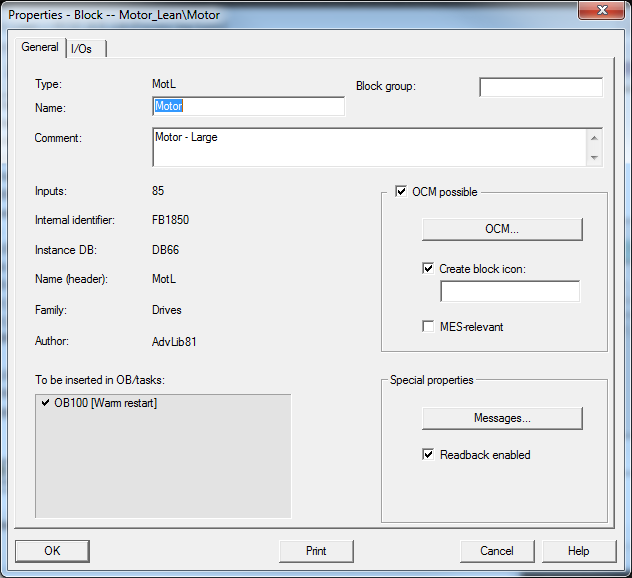 Properties - Block -- Motor_Lean\Motor
General
I/Os
Type:
MotL
Block group:
Name:
Motor
Comment:
Motor - Large
Inputs:
85
OCM possible
Internal identifier:
FB1850
OCM...
Instance DB:
DB66
Name (header):
MotL
Create block icon:
Family:
Drives
MES-relevant
Author:
AdvLib81
To be inserted in OB/tasks:
Special properties
OB100 [Warm restart]
Messages...
Readback enabled
OK
Print
Cancel
Help